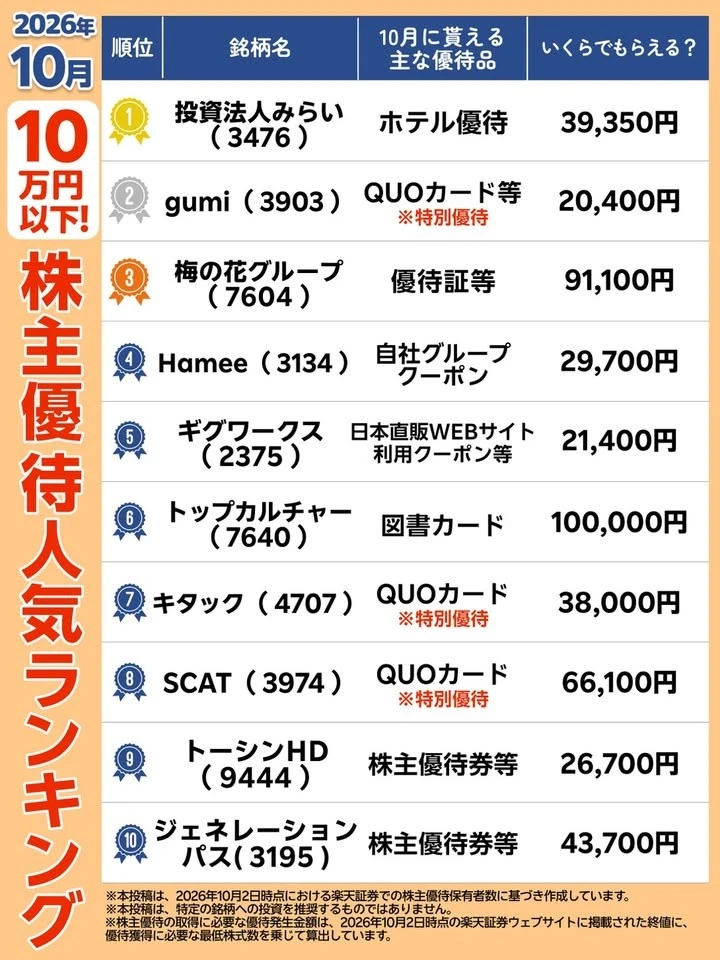 2026年
10月
10
万円
以下!
株主優待人気ランキング
順位
銘柄名
10月に貰える
主な優待品
いくらでもらえる？
1
投資法人みらい
（3476）
ホテル優待
39,350円
2
gumi（3903）
QUOカード等
※特別優待
20,400円
3
梅の花グループ
（7604）
優待証等
91,100円
4
Hamee（3134）
自社グループ
クーポン
29,700円
5
ギグワークス
（2375）
日本直販WEBサイト
利用クーポン等
21,400円
6
トップカルチャー
（7640）
図書カード
100,000円
7
キタック（4707）
QUOカード
※特別優待
38,000円
8
SCAT（3974）
QUOカード
※特別優待
66,100円
9
トーシンHD
（9444）
株主優待券等
26,700円
10
ジェネレーション
パス(3195)
株主優待券等
43,700円
※本投稿は、2026年10月2日時点における楽天証券での株主優待保有者数に基づき作成しています。
※本投稿は、特定の銘柄への投資を推奨するものではありません。
※株主優待の取得に必要な優待発生金額は、2026年10月2日時点の楽天証券ウェブサイトに掲載された終値に、
優待獲得に必要な最低株式数を乗じて算出しています。